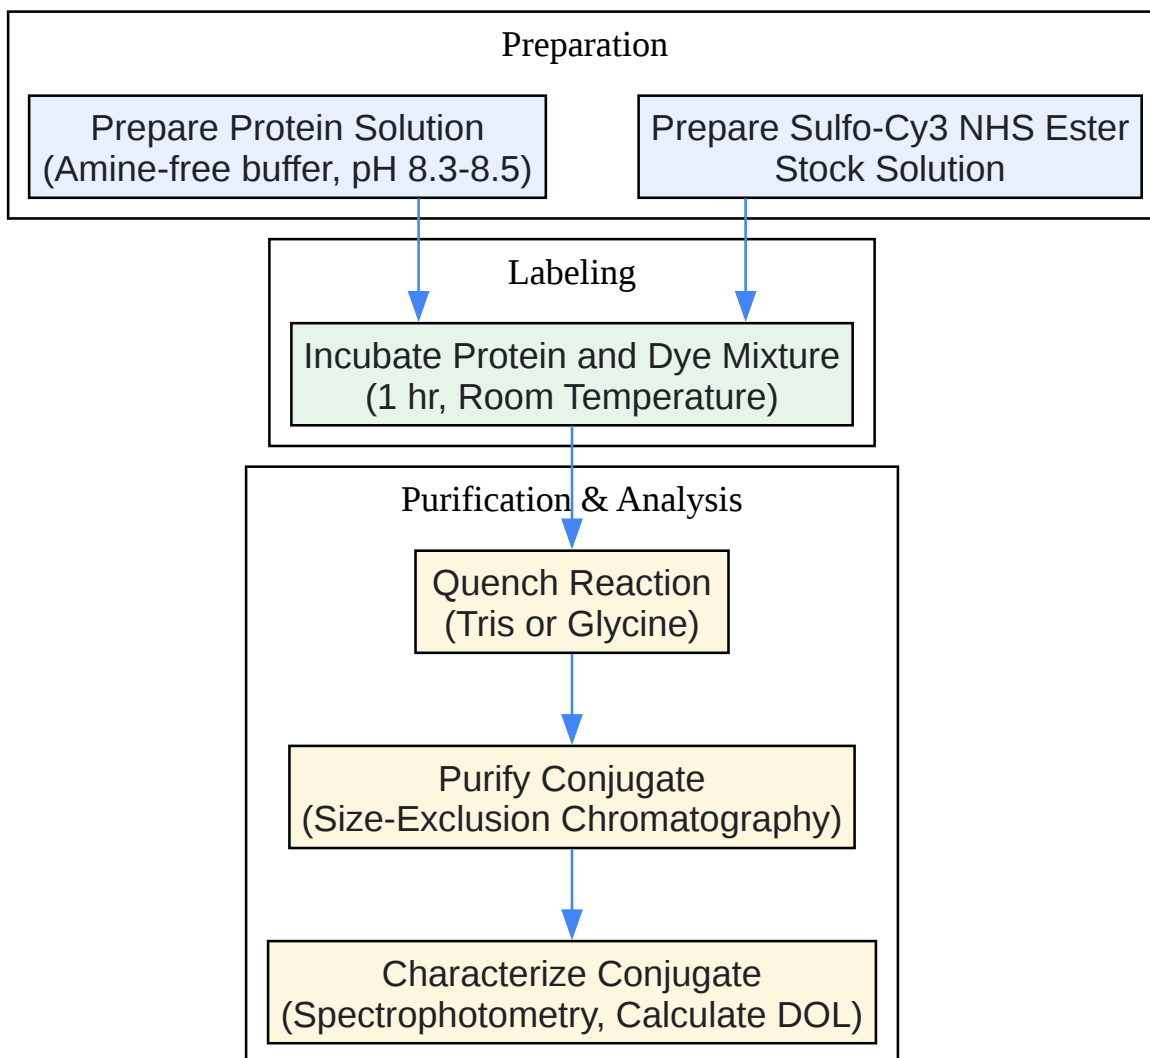 Preparation
Prepare Protein Solution
(Amine-free buffer, pH 8.3-8.5)
Prepare Sulfo-Cy3 NHS Ester
Stock Solution
Labeling
Incubate Protein and Dye Mixture
(1 hr, Room Temperature)
Purification & Analysis
Quench Reaction
(Tris or Glycine)
Purify Conjugate
(Size-Exclusion Chromatography)
Characterize Conjugate
(Spectrophotometry, Calculate DOL)